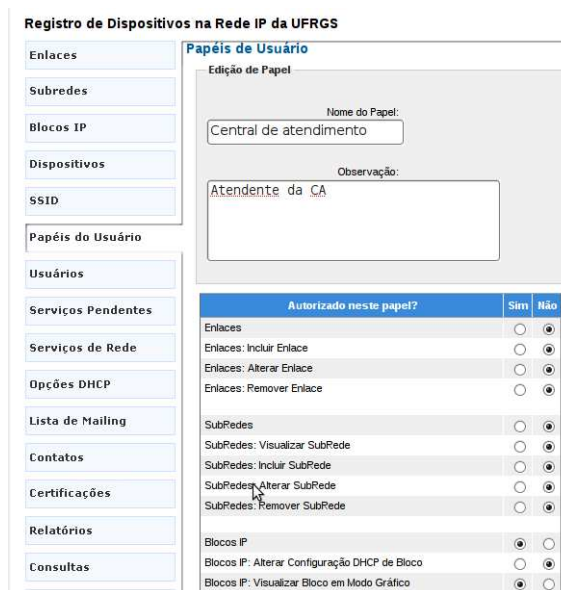 Registro de Dispositivos na Rede IP da UFRGS
Enlaces
Subredes
Blocos IP
Dispositivos
SSID
Papéis do Usuário
Usuários
Serviços Pendentes
Serviços de Rede
Opções DHCP
Lista de Mailing
Contatos
Certificações
Relatórios
Consultas
Papéis de Usuário
Edição de Papel
Nome do Papel:
Central de atendimento
Observação:
Atendente da CA
Autorizado neste papel? Sim Não
Enlaces
Enlaces: Incluir Enlace
Enlaces: Alterar Enlace
Enlaces: Remover Enlace
SubRedes
SubRedes: Visualizar SubRede
SubRedes: Incluir SubRede
SubRedes: Alterar SubRede
SubRedes: Remover SubRede
Blocos IP
Blocos IP: Alterar Configuração DHCP de Bloco
Blocos IP: Visualizar Bloco em Modo Gráfico